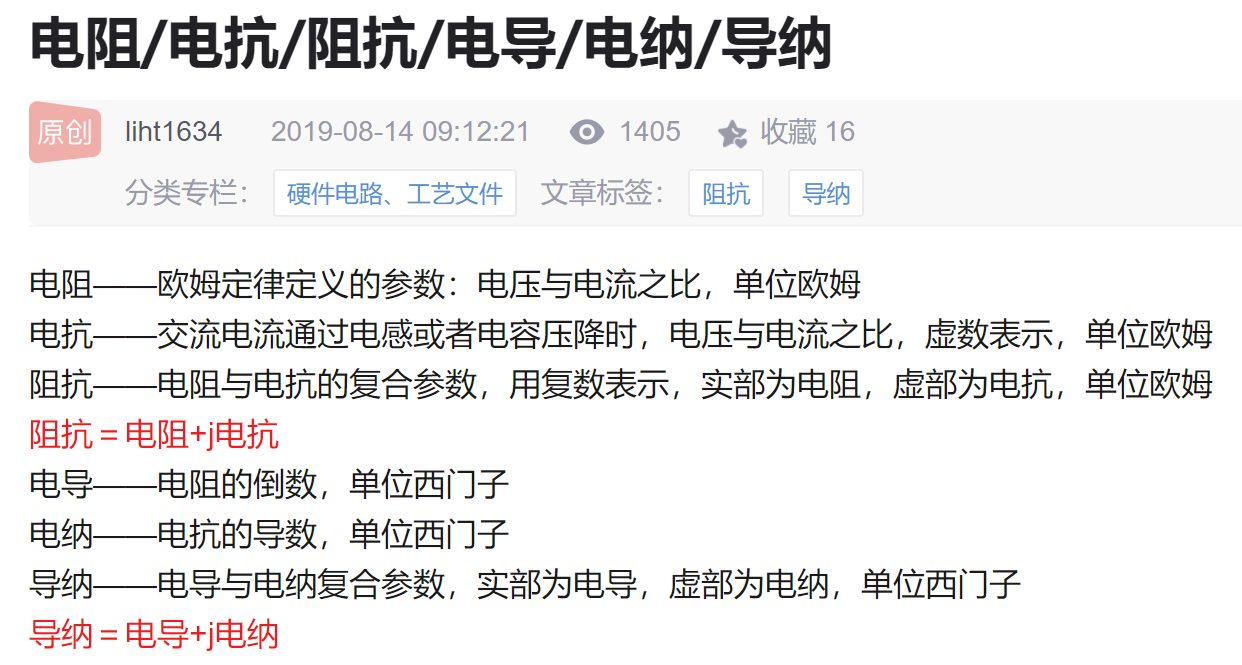 电阻/电抗/阻抗/电导/电纳/导纳
原创 liht1634 2019-08-14 09:12:21 1405 收藏 16
分类专栏： 硬件电路、工艺文件 文章标签： 阻抗 导纳
电阻——欧姆定律定义的参数：电压与电流之比，单位欧姆
电抗——交流电流通过电感或者电容压降时，电压与电流之比，虚数表示，单位欧姆
阻抗——电阻与电抗的复合参数，用复数表示，实部为电阻，虚部为电抗，单位欧姆
阻抗＝电阻+j电抗
电导——电阻的倒数，单位西门子
电纳——电抗的导数，单位西门子
导纳——电导与电纳复合参数，实部为电导，虚部为电纳，单位西门子
导纳＝电导+j电纳